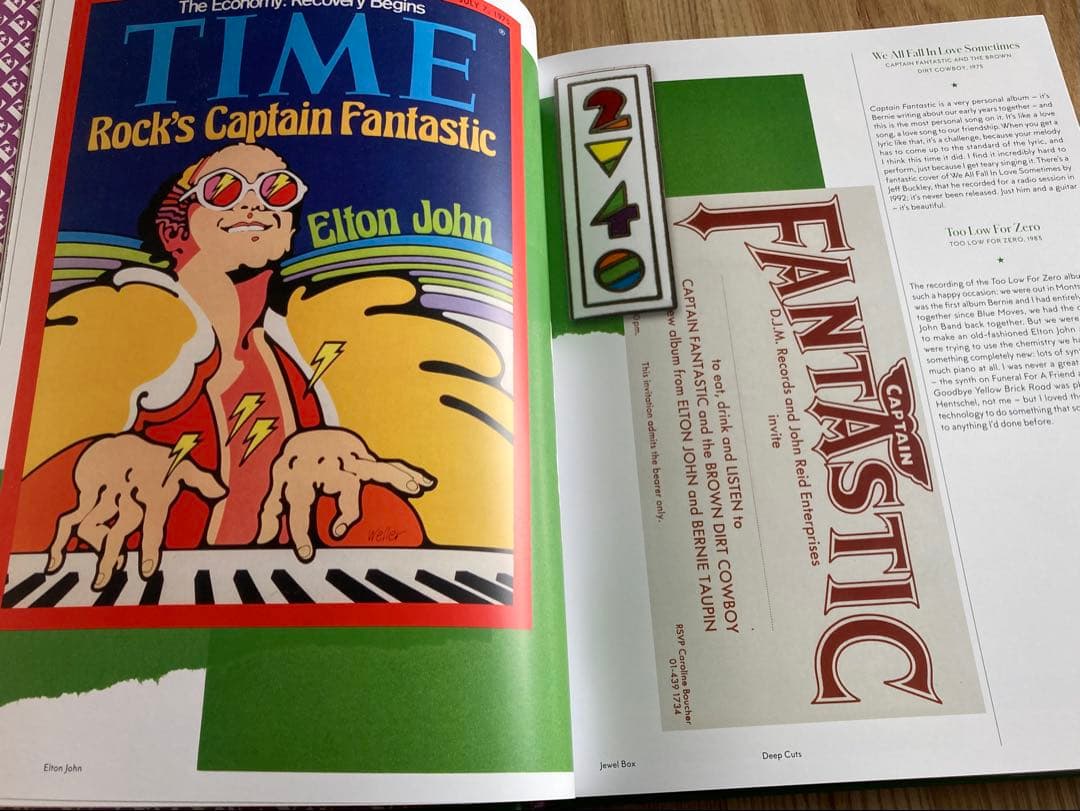 The Economy: Recovery Begins
JULY 7, 1975
TIME
Rock's Captain Fantastic
Elton John
Weller
Elton John
2
4
0
CAPTAIN
FANTASTIC
D.J.M. Records and John Reid Enterprises
invite
to eat, drink and LISTEN to
CAPTAIN FANTASTIC and the BROWN DIRT COWBOY
ew album from ELTON JOHN and BERNIE TAUPIN
0pm.
This invitation admits the bearer only.
RSVP Caroline Boucher
01-439 1734
We All Fall In Love Sometimes
CAPTAIN FANTASTIC AND THE BROWN
DIRT COWBOY, 1975
Captain Fantastic is a very personal album – it's
Bernie writing about our early years together – and
this is the most personal song on it. It's like a love
song, a love song to our friendship. When you get a
lyric like that, it's a challenge, because your melody
has to come up to the standard of the lyric, and
I think this time it did. I find it incredibly hard to
perform, just because I get teary singing it. There's a
fantastic cover of We All Fall In Love Sometimes by
Jeff Buckley, that he recorded for a radio session in
1992; it's never been released. Just him and a guitar
– it's beautiful.
Too Low For Zero
TOO LOW FOR ZERO, 1983
The recording of the Too Low For Zero albu
such a happy occasion: we were out in Monts
was the first album Bernie and I had entirely
together since Blue Moves, we had the
John Band back together. But we were
to make an old-fashioned Elton John
were trying to use the chemistry we ha
something completely new: lots of syn
much piano at all. I was never a great
– the synth on Funeral For A Friend
Goodbye Yellow Brick Road was pl
Hentschel, not me – but I loved th
technology to do something that so
to anything I'd done before.
Jewel Box
Deep Cuts